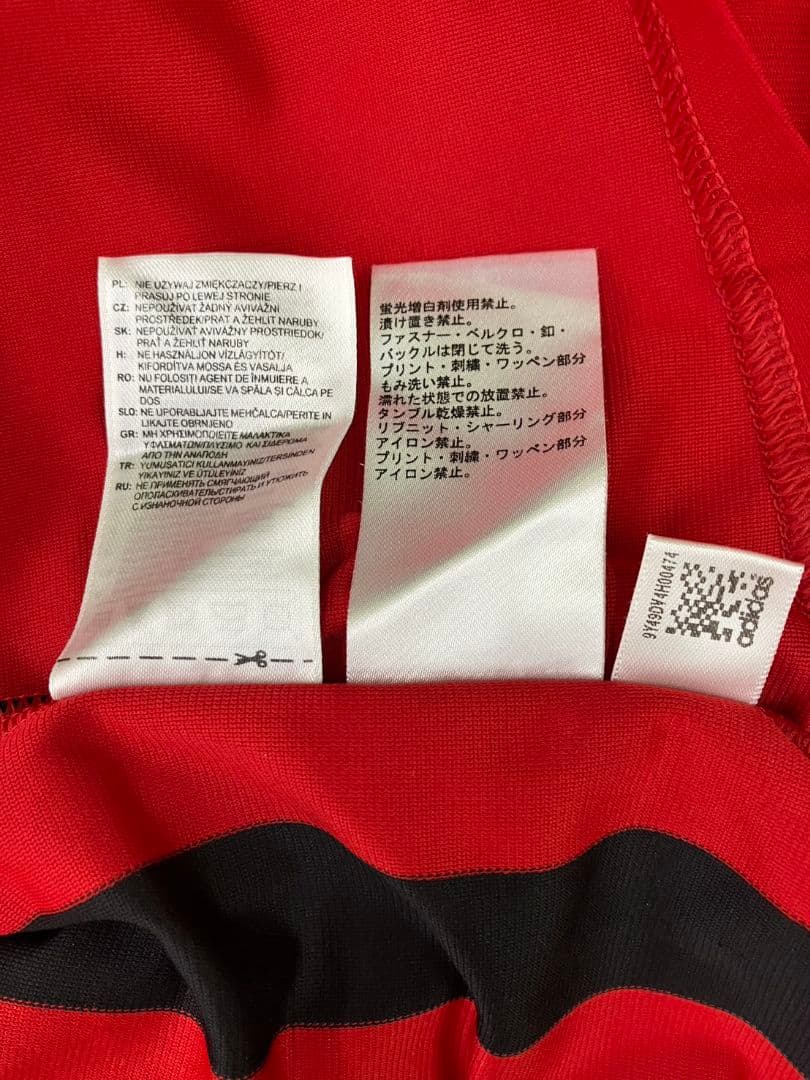 PL: NIE UŻYWAJ ZMIĘKCZACZY/PIERZ I
PRASUJ PO LEWEJ STRONIE
CZ: NEPOUŽÍVAT ŽÁDNÝ AVIVÁŽNÍ
PROSTŘEDEK/PRAT A ŽEHLIT NARUBY
SK: NEPOUŽÍVAŤ AVIVÁŽNY PROSTRIEDOK/
PRAŤ A ŽEHLIŤ NARUBY
H: NE HASZNÁLJON VÍZLÁGYÍTÓT/
KIFORDÍTVA MOSSA ÉS VASALJA
RO: NU FOLOSIȚI AGENT DE ÎNMUIERE A
MATERIALULUI/SE VA SPĂLA ȘI CĂLCA PE
DOS
SLO: NE UPORABLJAJTE MEHČALCA/PERITE IN
LIKAJTE OBRNJENO
GR: ΜΗ ΧΡΗΣΙΜΟΠΟΙΕΙΤΕ ΜΑΛΑΚΤΙΚΑ
ΥΦΑΣΜΑΤΩΝ/ΠΛΥΣΙΜΟ ΚΑΙ ΣΙΔΕΡΩΜΑ
ΑΠΟ ΤΗΝ ΑΝΑΠΟΔΗ
TR: YUMUŞATICI KULLANMAYINIZ/TERSİNDEN
YIKAYINIZ VE ÜTÜLEYİNİZ
RU: НЕ ПРИМЕНЯТЬ СМЯГЧАЮЩИЙ
ОПОЛАСКИВАТЕЛЬ/СТИРАТЬ И УТЮЖИТЬ
С ИЗНАНОЧНОЙ СТОРОНЫ
蛍光増白剤使用禁止。
漬け置き禁止。
ファスナー・ベルクロ・釦・
バックルは閉じて洗う。
プリント・刺繍・ワッペン部分
もみ洗い禁止。
濡れた状態での放置禁止。
タンブル乾燥禁止。
リブニット・シャーリング部分
アイロン禁止。
プリント・刺繍・ワッペン部分
アイロン禁止。
9Y49DV4H00474
adidas